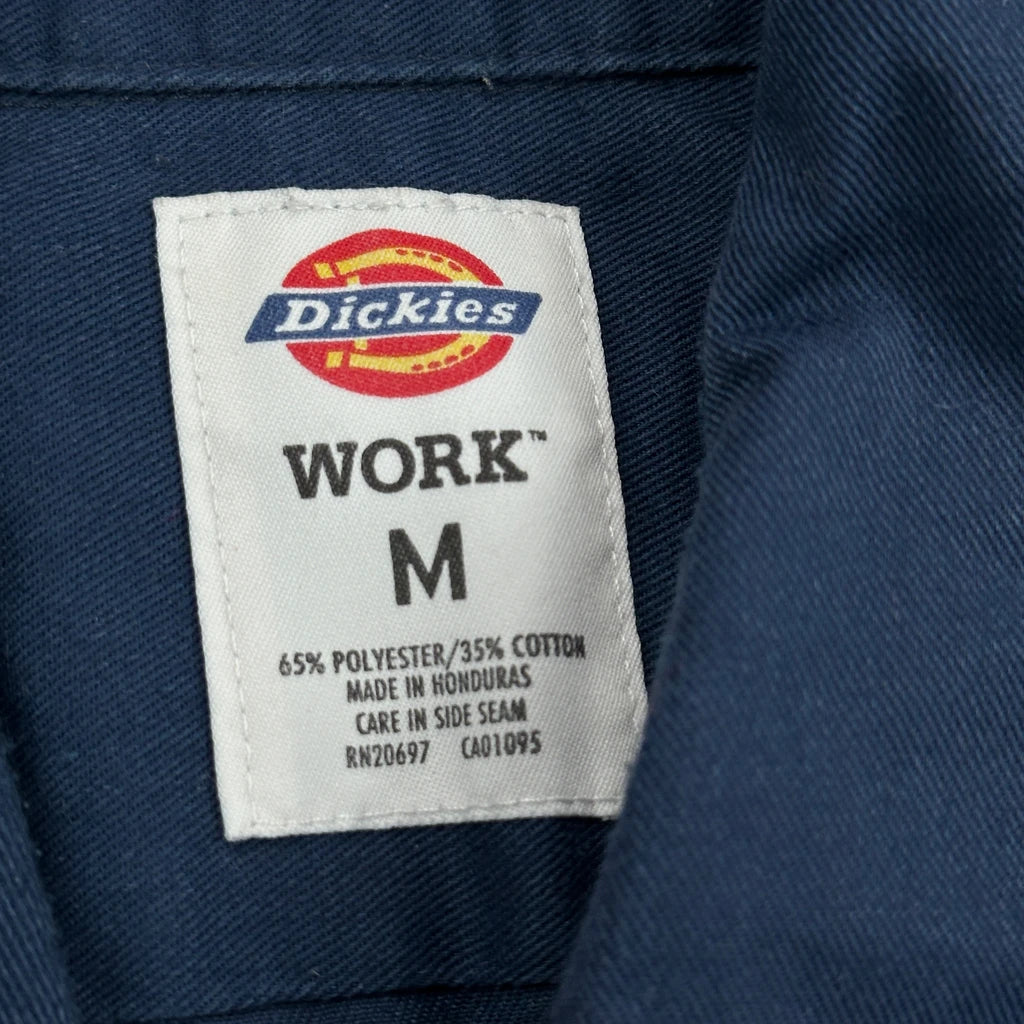 Dickies
WORK™
M
65% POLYESTER/35% COTTON
MADE IN HONDURAS
CARE IN SIDE SEAM
RN20697 CA01095